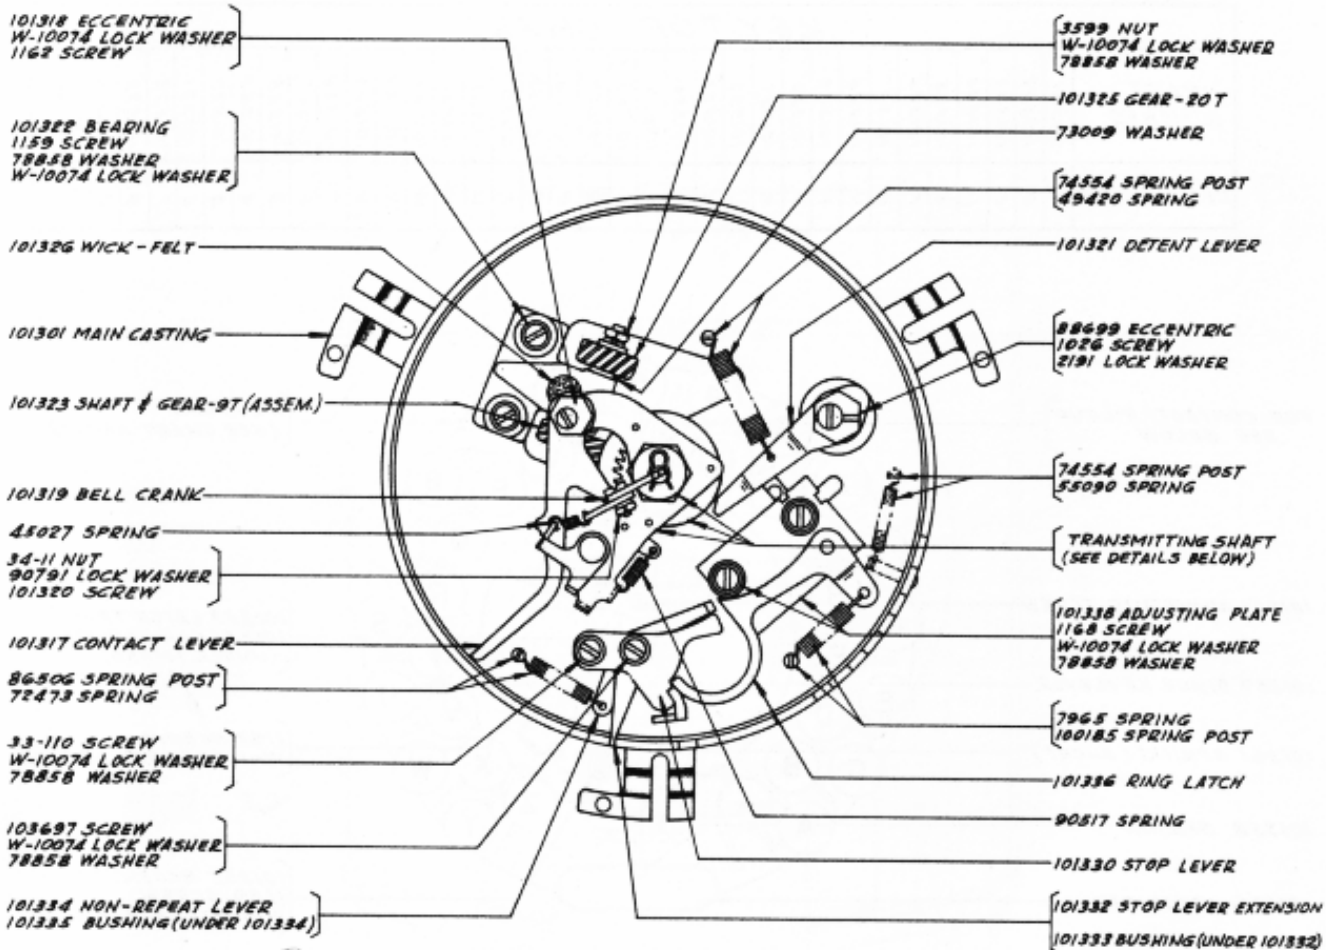 101318 ECCENTRIC
W-10074 LOCK WASHER
1162 SCREW
101322 BEARING
1159 SCREW
78858 WASHER
W-10074 LOCK WASHER
101326 WICK-FELT
101301 MAIN CASTING
101323 SHAFT & GEAR-9T (ASSEM.)
101319 BELL CRANK
45027 SPRING
34-11 NUT
90791 LOCK WASHER
101320 SCREW
101317 CONTACT LEVER
86506 SPRING POST
72473 SPRING
33-110 SCREW
W-10074 LOCK WASHER
78858 WASHER
103697 SCREW
W-10074 LOCK WASHER
78858 WASHER
101334 NON-REPEAT LEVER
101335 BUSHING (UNDER 101334)
3599 NUT
W-10074 LOCK WASHER
78858 WASHER
101325 GEAR-20T
73009 WASHER
74554 SPRING POST
49420 SPRING
101321 DETENT LEVER
88699 ECCENTRIC
1026 SCREW
2191 LOCK WASHER
74554 SPRING POST
55090 SPRING
TRANSMITTING SHAFT
(SEE DETAILS BELOW)
101338 ADJUSTING PLATE
1168 SCREW
W-10074 LOCK WASHER
78858 WASHER
7965 SPRING
100185 SPRING POST
101336 RING LATCH
90517 SPRING
101330 STOP LEVER
101332 STOP LEVER EXTENSION
101333 BUSHING (UNDER 101332)